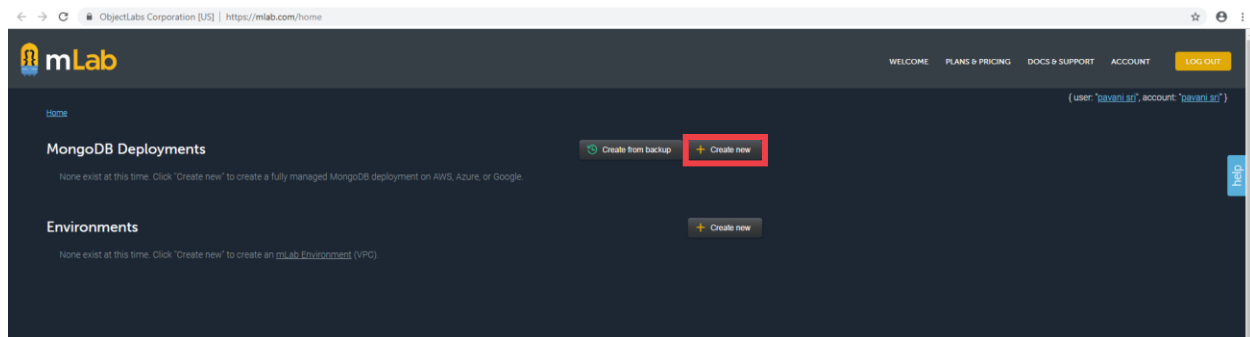 ObjectLabs Corporation [US] | https://mlab.com/home
mLab
WELCOME PLANS & PRICING DOCS & SUPPORT ACCOUNT LOG OUT
{ user: "pavani sri", account: "pavani sri" }
Home
MongoDB Deployments
Create from backup
+ Create new
None exist at this time. Click "Create new" to create a fully managed MongoDB deployment on AWS, Azure, or Google.
help
Environments
+ Create new
None exist at this time. Click "Create new" to create an mLab Environment (VPC).